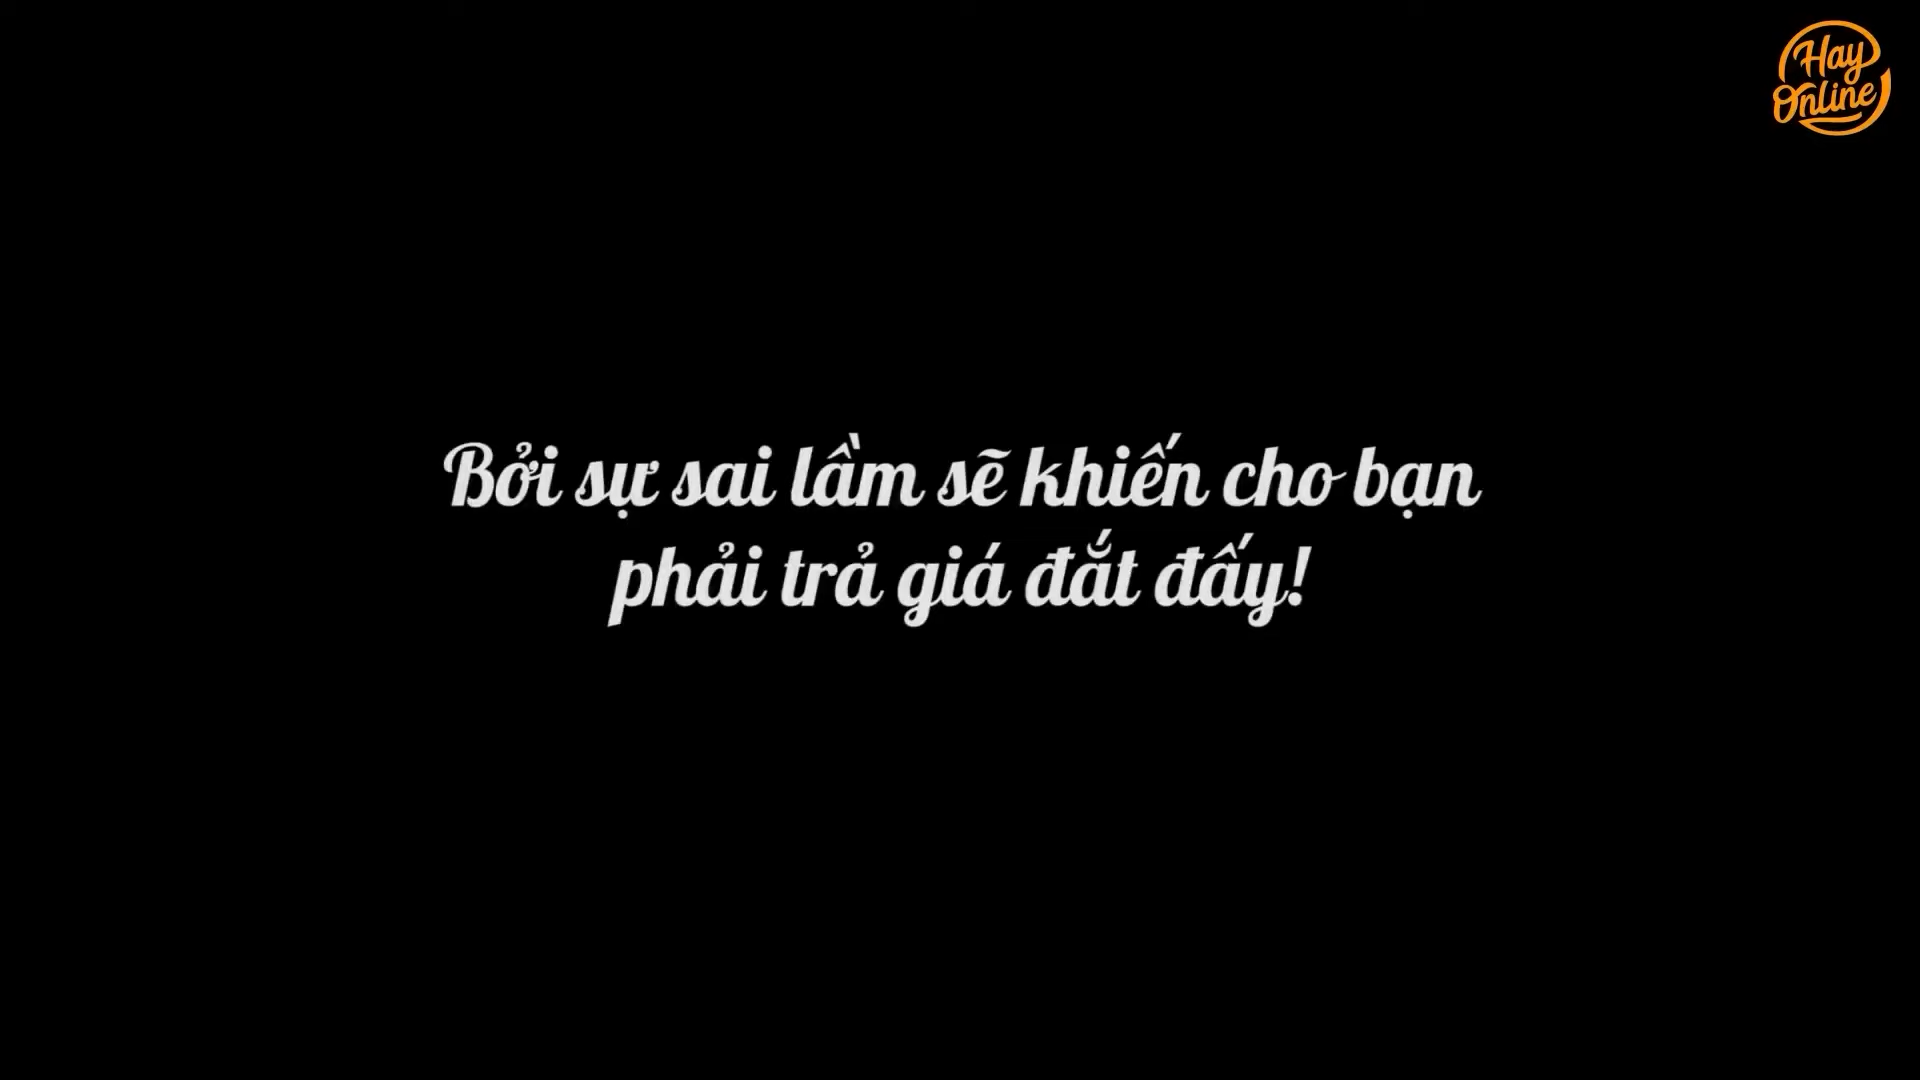 Hay
Online
Bởi sự sai lầm sẽ khiến cho bạn
phải trả giá đắt đấy!